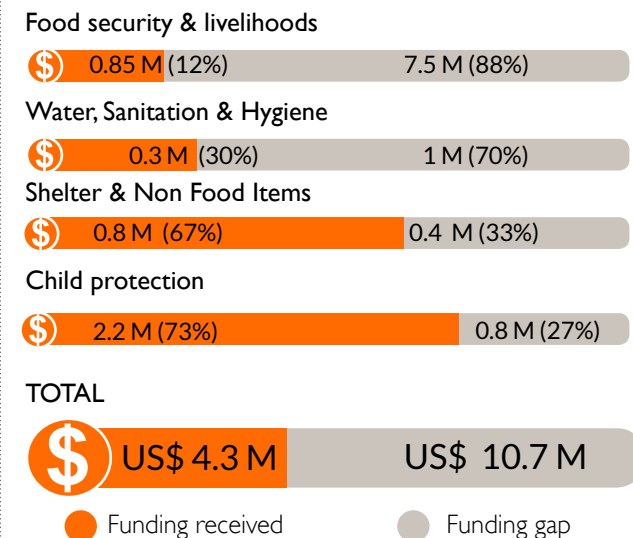 Food security & livelihoods
$ 0.85 M (12%) 7.5 M (88%)
Water, Sanitation & Hygiene
$ 0.3 M (30%) 1 M (70%)
Shelter & Non Food Items
$ 0.8 M (67%) 0.4 M (33%)
Child protection
$ 2.2 M (73%) 0.8 M (27%)
TOTAL
$ US$ 4.3 M US$ 10.7 M
Funding received Funding gap